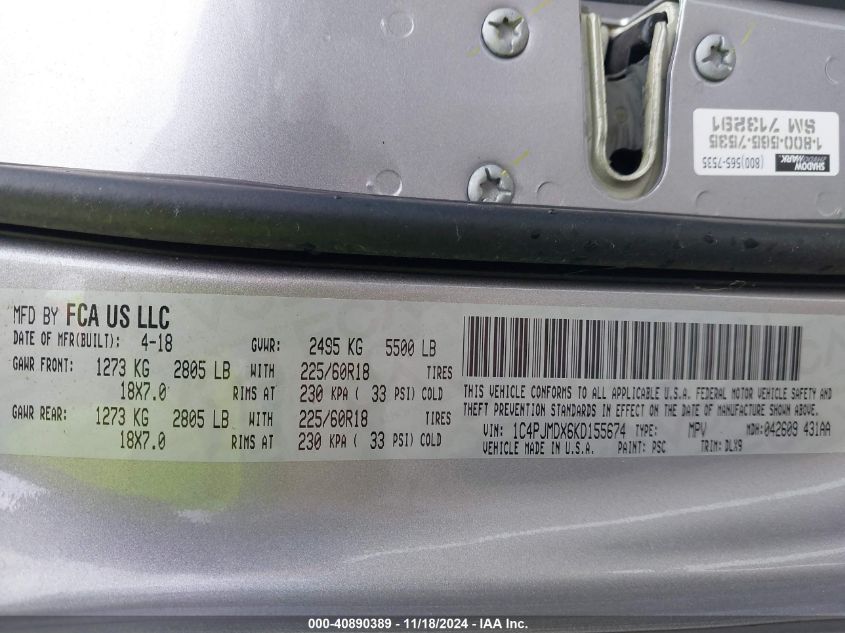 SM 713291
1-800-565-7535
(800)565-7535
SHADOW
MARK
MFD BY FCA US LLC
DATE OF MFR(BUILT): 4-18 GVWR: 2495 KG 5500 LB
GAWR FRONT: 1273 KG 2805 LB WITH 225/60R18 TIRES
18X7.0 RIMS AT 230 KPA ( 33 PSI) COLD
GAWR REAR: 1273 KG 2805 LB WITH 225/60R18 TIRES
18X7.0 RIMS AT 230 KPA ( 33 PSI) COLD
THIS VEHICLE CONFORMS TO ALL APPLICABLE U.S.A. FEDERAL MOTOR VEHICLE SAFETY AND
THEFT PREVENTION STANDARDS IN EFFECT ON THE DATE OF MANUFACTURE SHOWN ABOVE.
VIN: 1C4PJMDX6KD155674 TYPE: MPV MDH: 042609 431AA
VEHICLE MADE IN U.S.A. PAINT: PSC TRIM: DLX9
000-40890389 - 11/18/2024 - IAA Inc.